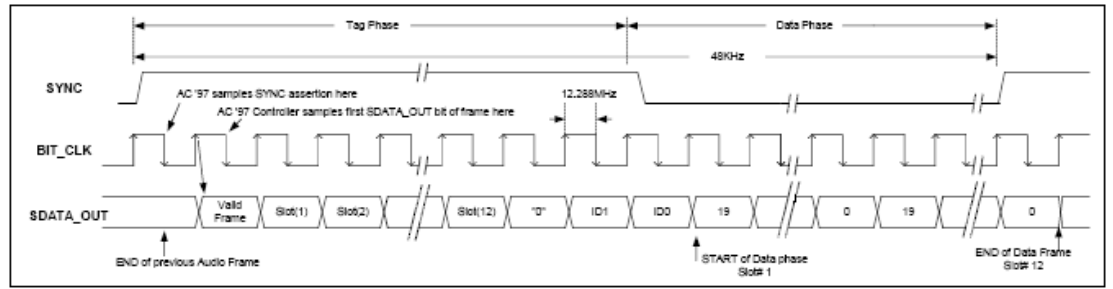 Tag Phase
Data Phase
48KHz
SYNC
AC '97 samples SYNC assertion here
12.288MHz
AC '97 Controller samples first SDATA_OUT bit of frame here
BIT_CLK
SDATA_OUT
Valid
Frame
Slot(1)
Slot(2)
Slot(12)
"0"
ID1
ID0
19
0
19
0
END of previous Audio Frame
START of Data phase
Slot# 1
END of Data Frame
Slot# 12